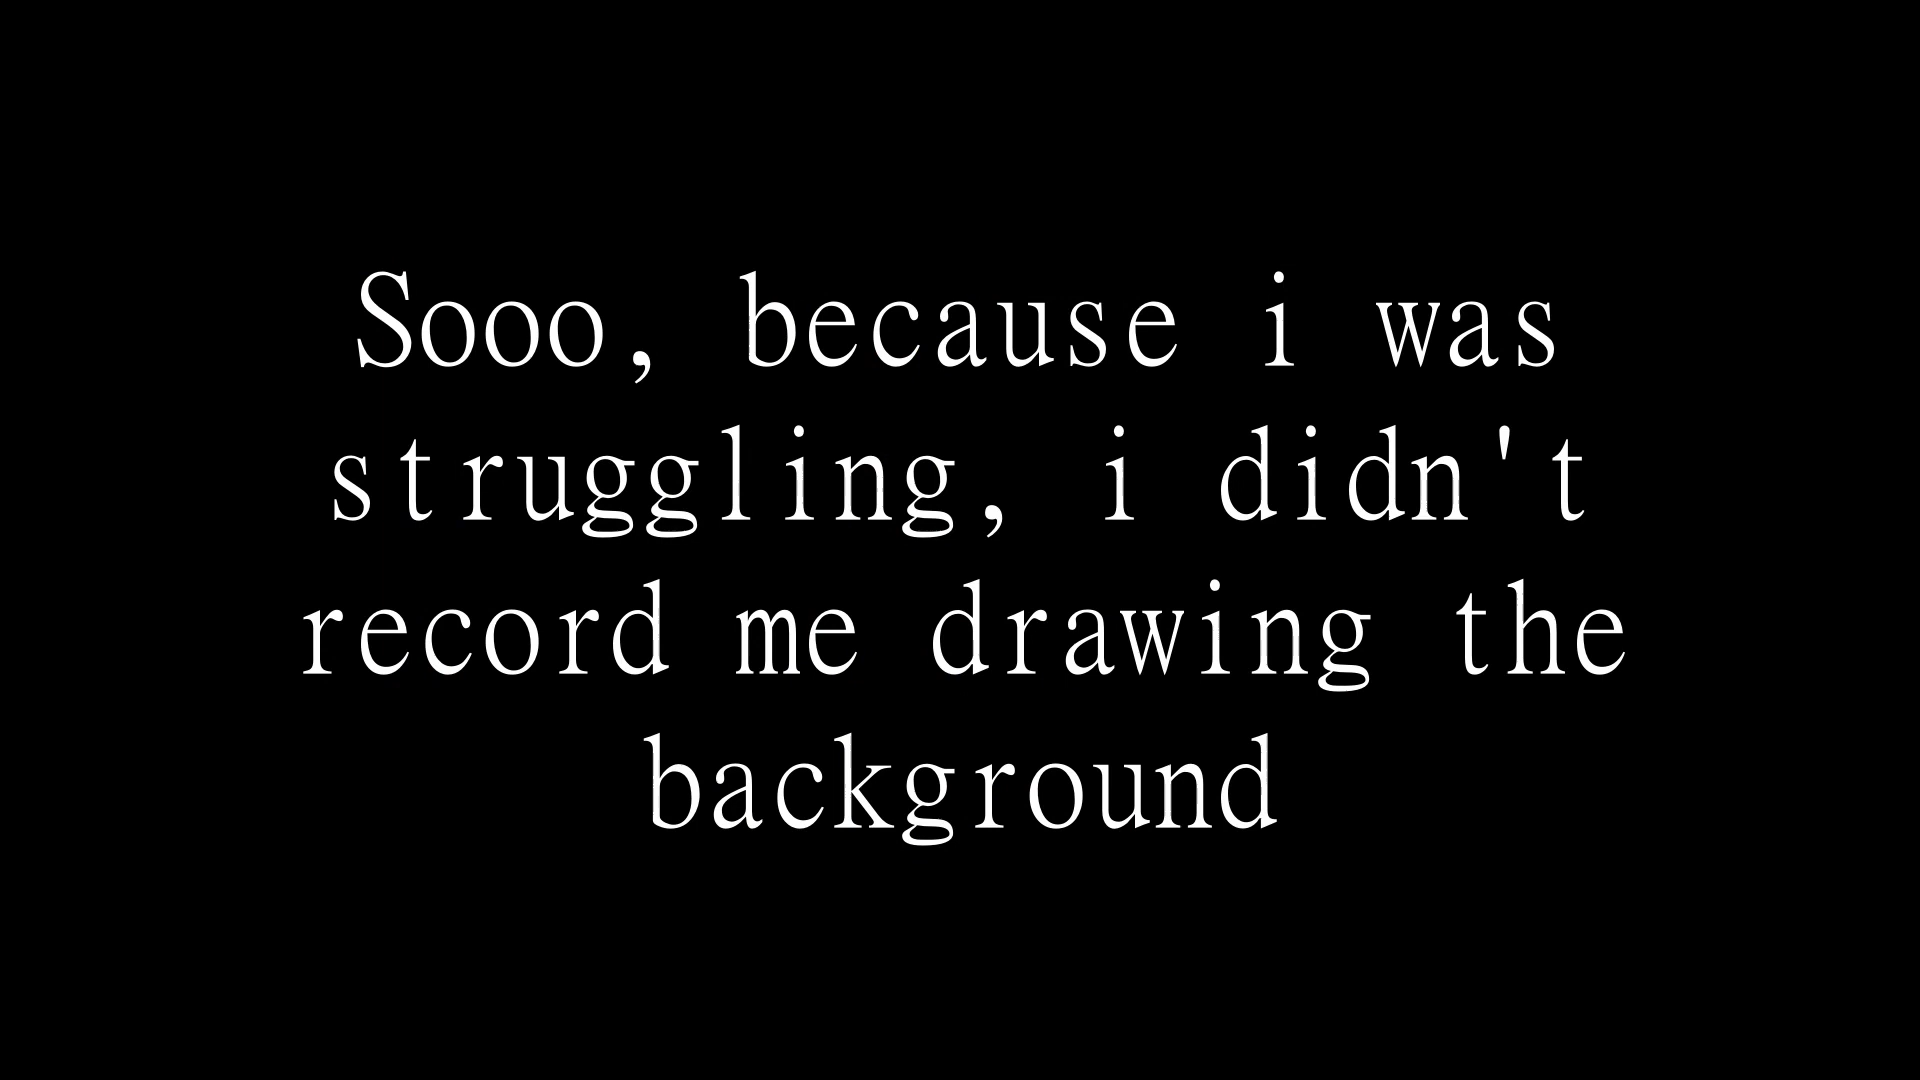 Sooo, because i was
struggling, i didn't
record me drawing the
background